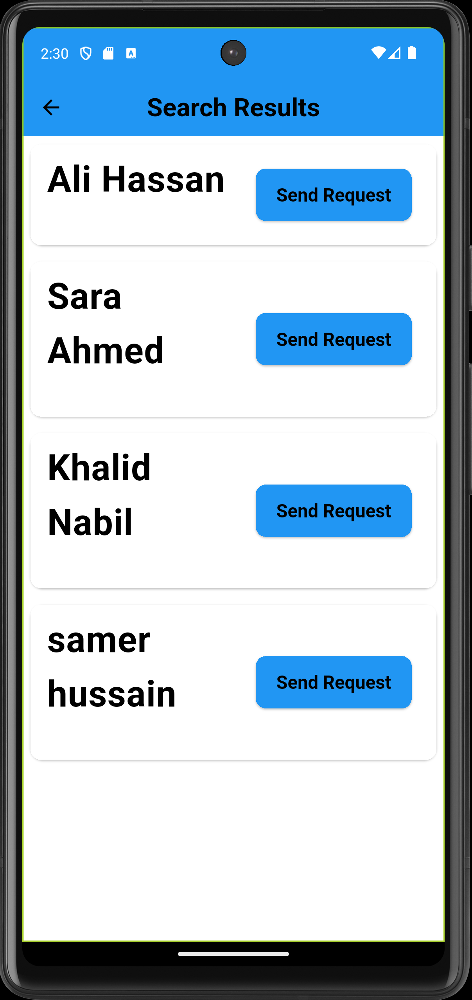 2:30
Search Results
Ali Hassan
Send Request
Sara
Ahmed
Send Request
Khalid
Nabil
Send Request
samer
hussain
Send Request